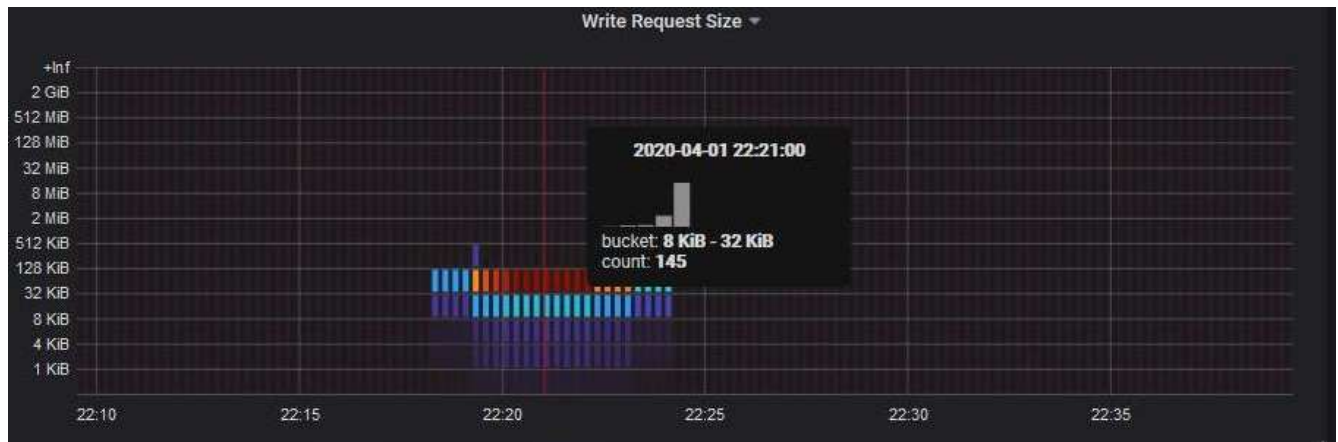 Write Request Size
+Inf
2 GiB
512 MiB
128 MiB
32 MiB
8 MiB
2 MiB
512 KiB
128 KiB
32 KiB
8 KiB
4 KiB
1 KiB
2020-04-01 22:21:00
bucket: 8 KiB - 32 KiB
count: 145
22:10 22:15 22:20 22:25 22:30 22:35